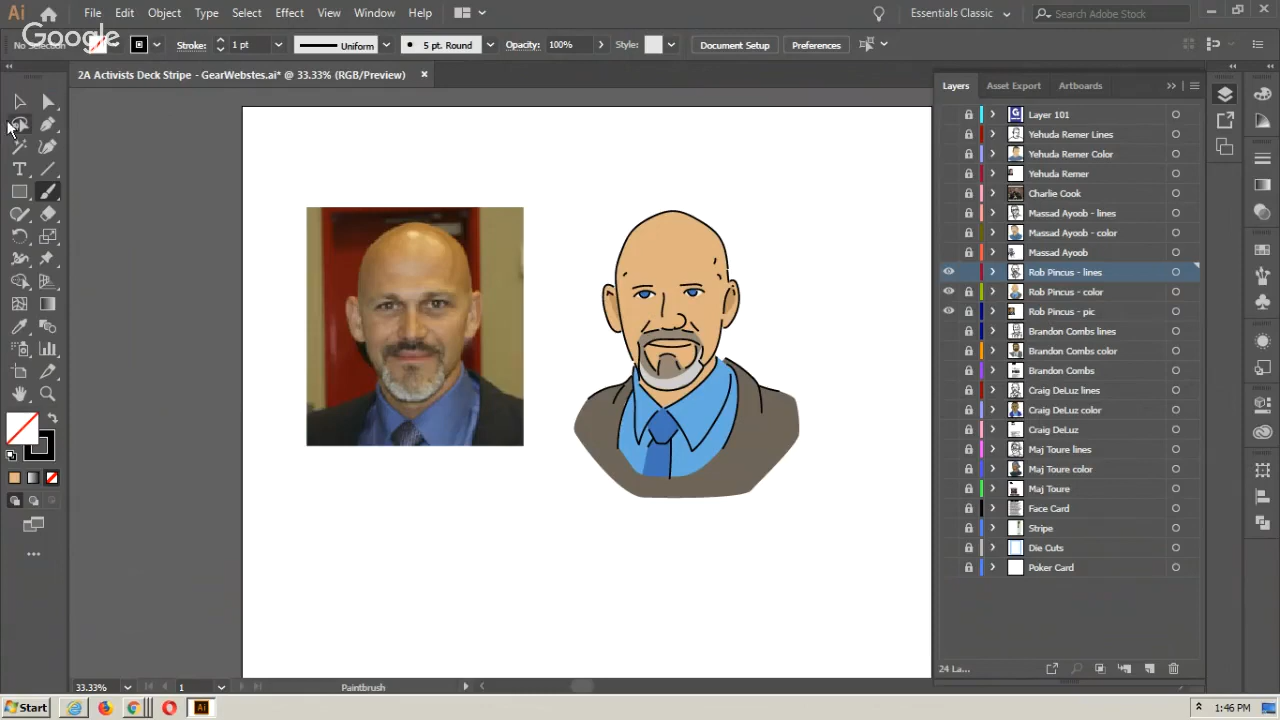 Ai File Edit Object Type Select Effect View Window Help Essentials Classic Search Adobe Stock
Google
No Selection Stroke: 1 pt Uniform 5 pt. Round Opacity: 100% Style: Document Setup Preferences
2A Activists Deck Stripe - GearWebstes.ai* @ 33.33% (RGB/Preview)
Layers Asset Export Artboards
Layer 101
Yehuda Remer Lines
Yehuda Remer Color
Yehuda Remer
Charlie Cook
Massad Ayoob - lines
Massad Ayoob - color
Massad Ayoob
Rob Pincus - lines
Rob Pincus - color
Rob Pincus - pic
Brandon Combs lines
Brandon Combs color
Brandon Combs
Craig DeLuz lines
Craig DeLuz color
Craig DeLuz
Maj Toure lines
Maj Toure color
Maj Toure
Face Card
Stripe
Die Cuts
Poker Card
24 La...
33.33% 1 Paintbrush
Start Ai 1:46 PM